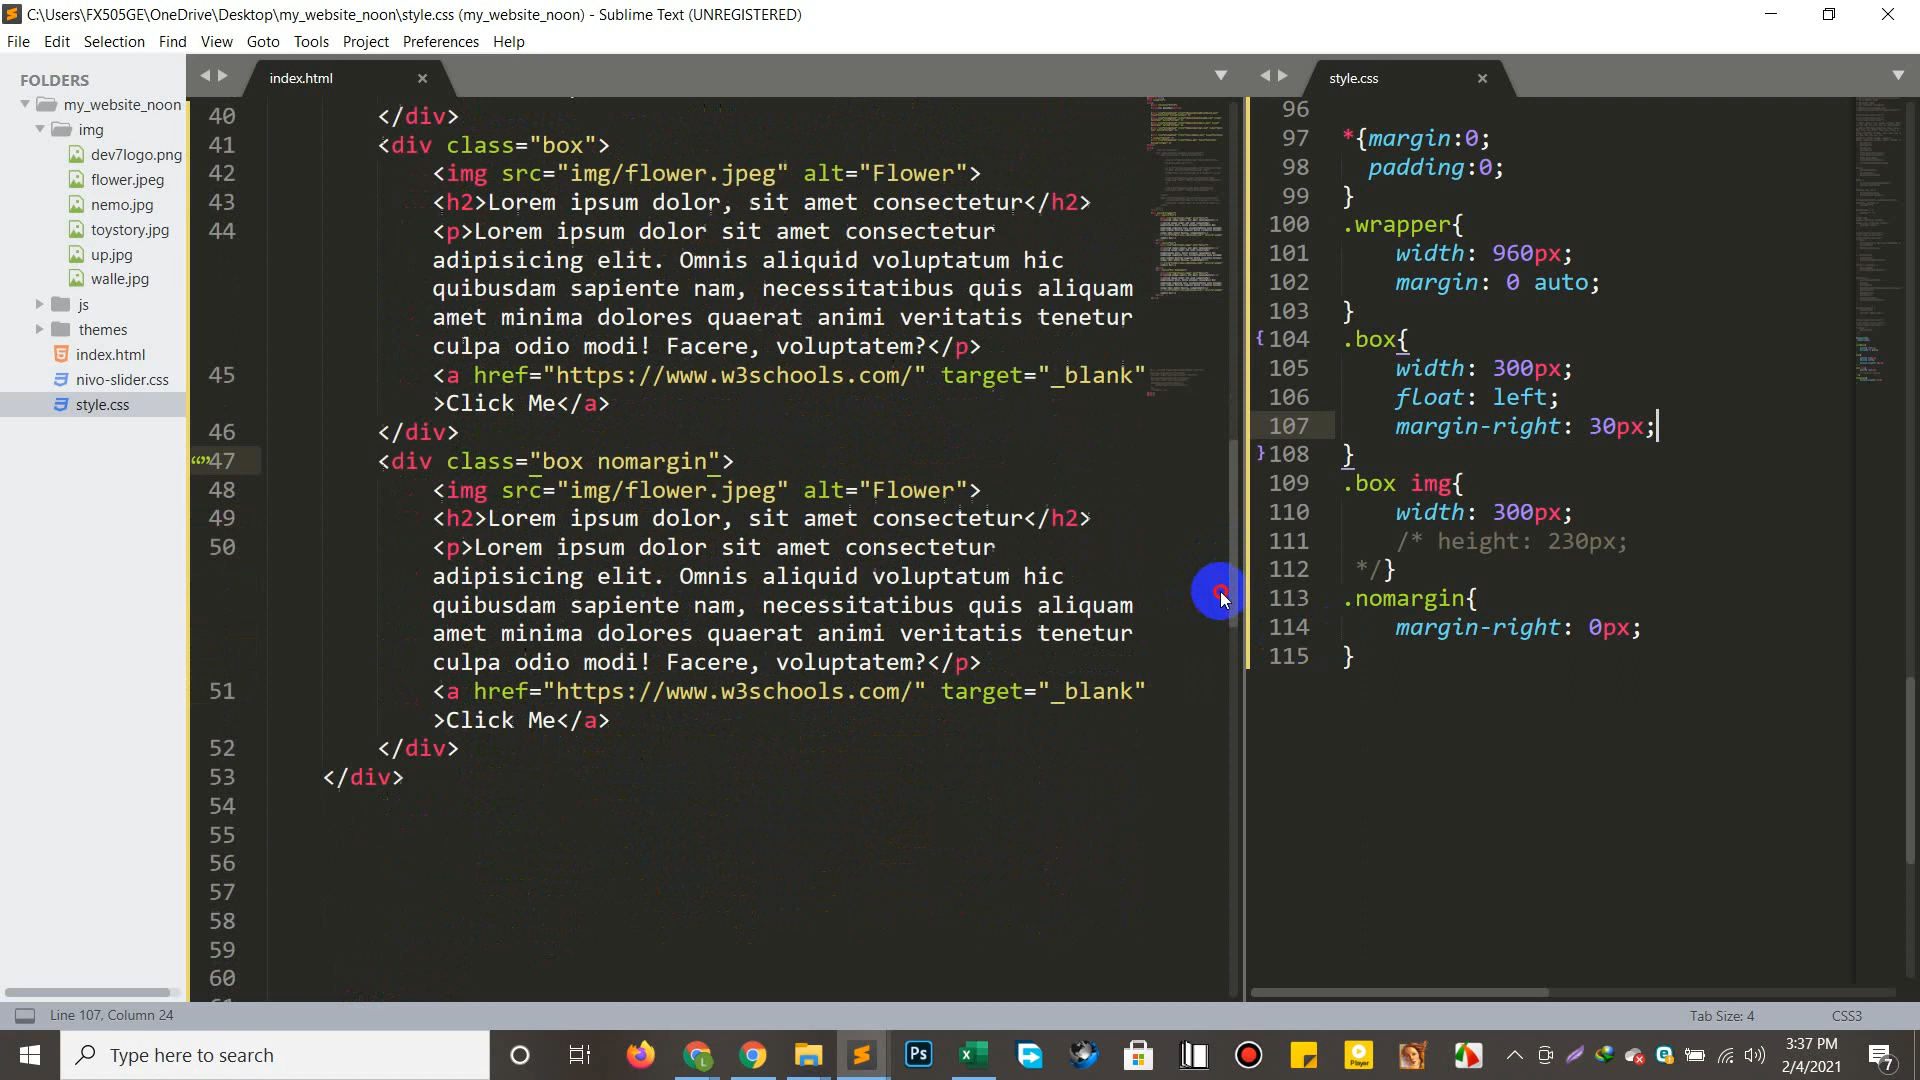 C:\Users\FX505GE\OneDrive\Desktop\my_website_noon\style.css (my_website_noon) - Sublime Text (UNREGISTERED)
File Edit Selection Find View Goto Tools Project Preferences Help
FOLDERS
my_website_noon
img
dev7logo.png
flower.jpeg
nemo.jpg
toystory.jpg
up.jpg
walle.jpg
js
themes
index.html
nivo-slider.css
style.css
index.html
40 </div>
41 <div class="box">
42 <img src="img/flower.jpeg" alt="Flower">
43 <h2>Lorem ipsum dolor, sit amet consectetur</h2>
44 <p>Lorem ipsum dolor sit amet consectetur
adipisicing elit. Omnis aliquid voluptatum hic
quibusdam sapiente nam, necessitatibus quis aliquam
amet minima dolores quaerat animi veritatis tenetur
culpa odio modi! Facere, voluptatem?</p>
45 <a href="https://www.w3schools.com/" target="_blank"
>Click Me</a>
46 </div>
47 <div class="box nomargin">
48 <img src="img/flower.jpeg" alt="Flower">
49 <h2>Lorem ipsum dolor, sit amet consectetur</h2>
50 <p>Lorem ipsum dolor sit amet consectetur
adipisicing elit. Omnis aliquid voluptatum hic
quibusdam sapiente nam, necessitatibus quis aliquam
amet minima dolores quaerat animi veritatis tenetur
culpa odio modi! Facere, voluptatem?</p>
51 <a href="https://www.w3schools.com/" target="_blank"
>Click Me</a>
52 </div>
53 </div>
54
55
56
57
58
59
60
style.css
96
97 *{margin:0;
98 padding:0;
99 }
100 .wrapper{
101 width: 960px;
102 margin: 0 auto;
103 }
104 .box{
105 width: 300px;
106 float: left;
107 margin-right: 30px;
108 }
109 .box img{
110 width: 300px;
111 /* height: 230px;
112 */}
113 .nomargin{
114 margin-right: 0px;
115 }
Line 107, Column 24
Tab Size: 4
CSS3
Type here to search
Ps
Player
3:37 PM
2/4/2021
7